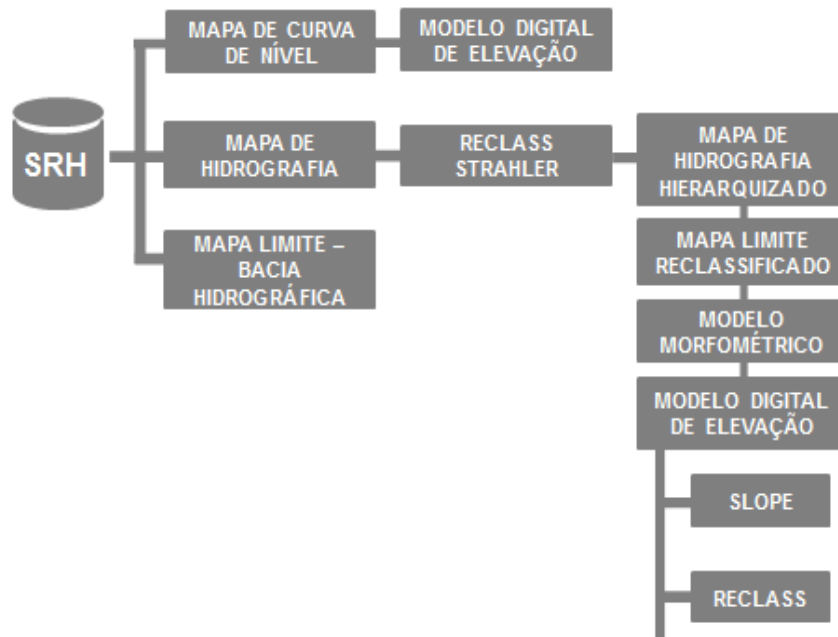 MAPA DE CURVA
DE NÍVEL
MODELO DIGITAL
DE ELEVAÇÃO
SRH
MAPA DE
HIDROGRAFIA
RECLASS
STRAHLER
MAPA DE
HIDROGRAFIA
HIERARQUIZADO
MAPA LIMITE –
BACIA
HIDROGRÁFICA
MAPA LIMITE
RECLASSIFICADO
MODELO
MORFOMÉTRICO
MODELO DIGITAL
DE ELEVAÇÃO
SLOPE
RECLASS